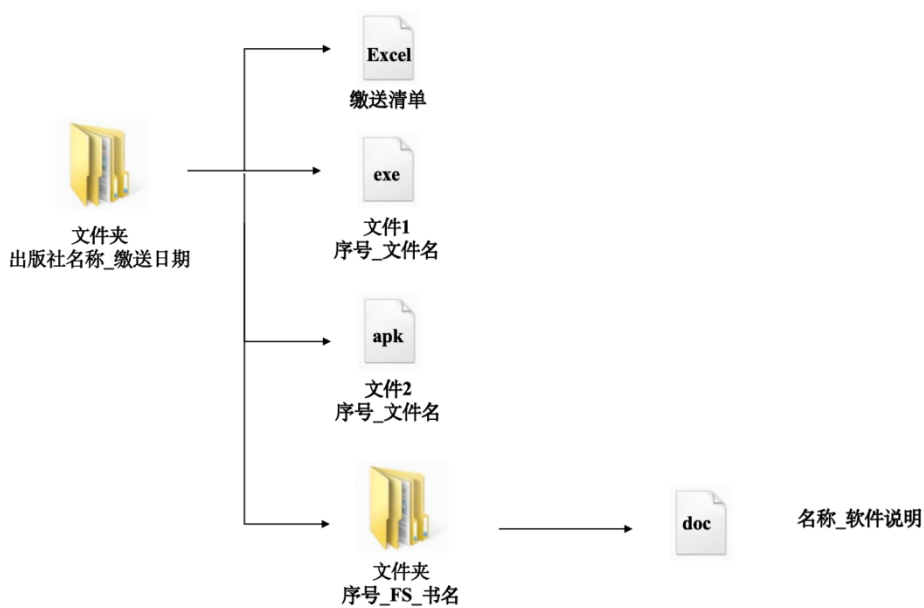 Excel
缴送清单
文件夹
出版社名称_缴送日期
exe
文件1
序号_文件名
apk
文件2
序号_文件名
文件夹
序号_FS_书名
doc
名称_软件说明